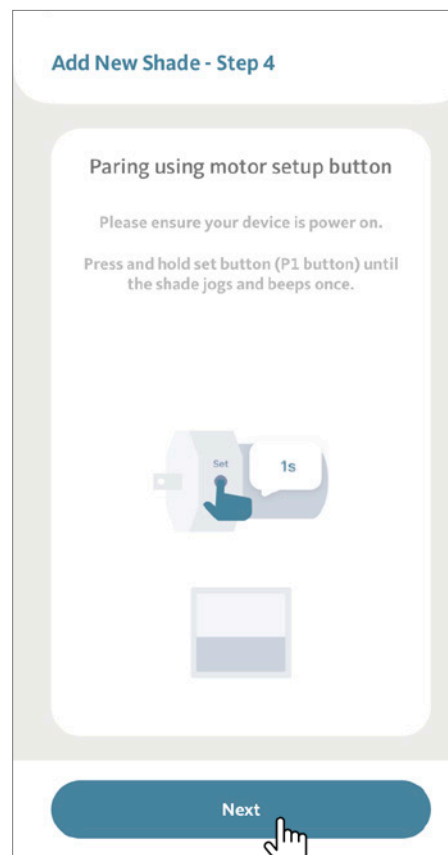 Add New Shade - Step 4
Paring using motor setup button
Please ensure your device is power on.
Press and hold set button (P1 button) until
the shade jogs and beeps once.
Set
1s
Next